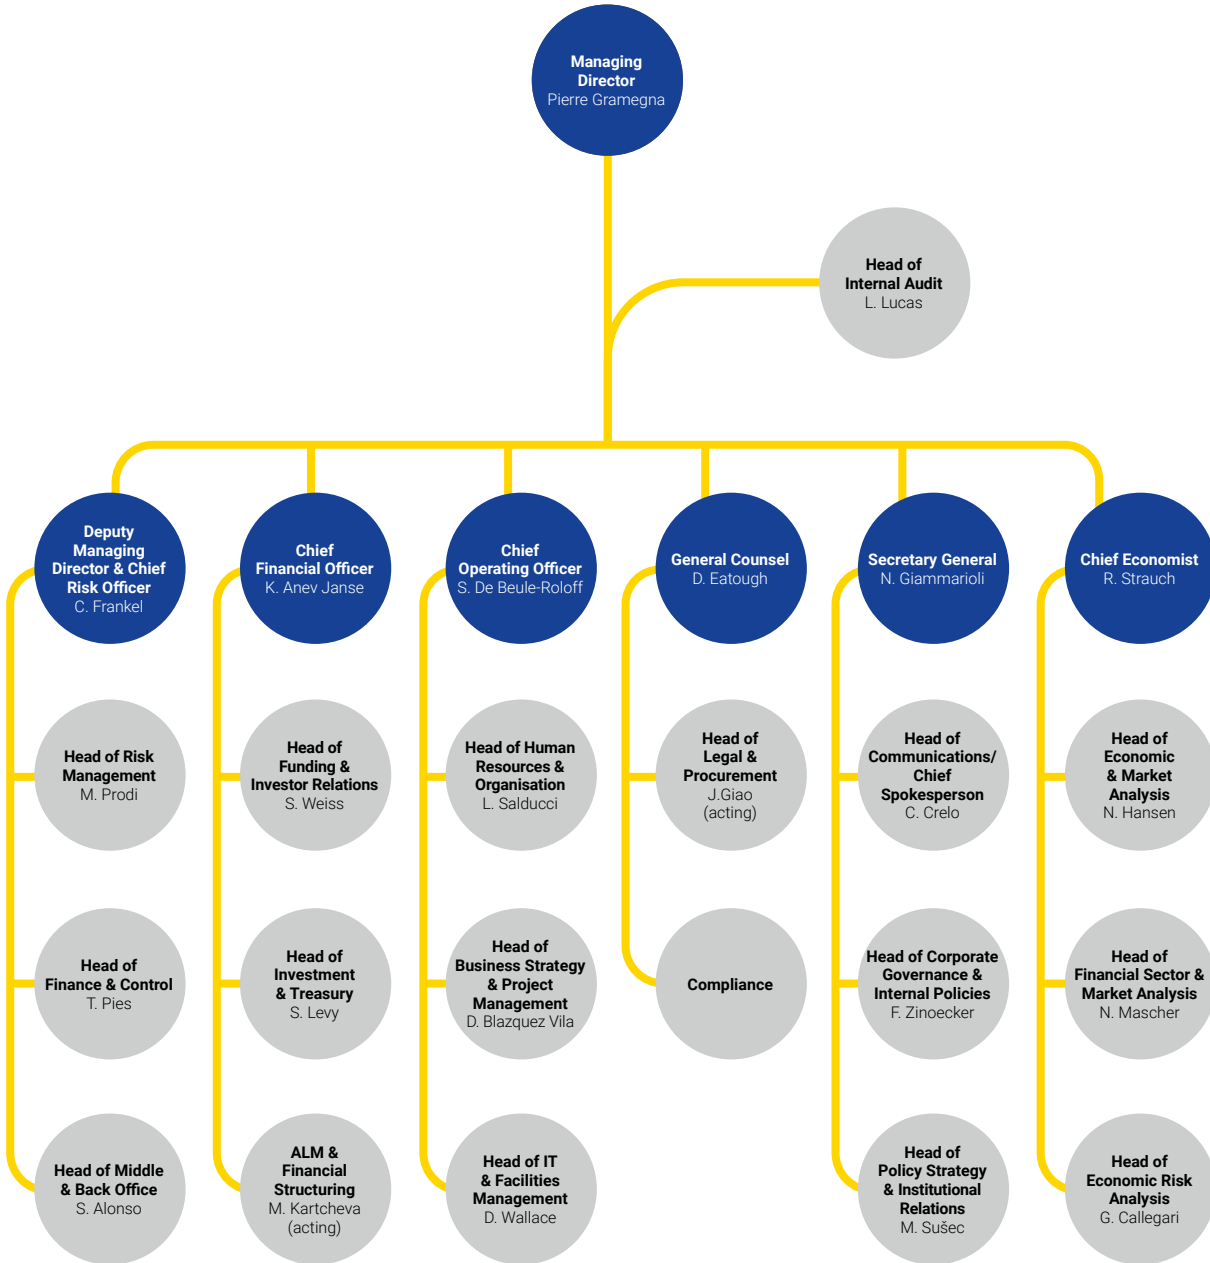 Managing
Director
Pierre Gramegna
Head of
Internal Audit
L. Lucas
Deputy
Managing
Director & Chief
Risk Officer
C. Frankel
Chief
Financial Officer
K. Anev Janse
Chief
Operating Officer
S. De Beule-Roloff
General Counsel
D. Eatough
Secretary General
N. Giammarioli
Chief Economist
R. Strauch
Head of Risk
Management
M. Prodi
Head of
Funding &
Investor Relations
S. Weiss
Head of Human
Resources &
Organisation
L. Salducci
Head of
Legal &
Procurement
J.Giao
(acting)
Head of
Communications/
Chief
Spokesperson
C. Crelo
Head of
Economic
& Market
Analysis
N. Hansen
Head of
Finance & Control
T. Pies
Head of
Investment
& Treasury
S. Levy
Head of
Business Strategy
& Project
Management
D. Blazquez Vila
Compliance
Head of Corporate
Governance &
Internal Policies
F. Zinoecker
Head of
Financial Sector &
Market Analysis
N. Mascher
Head of Middle
& Back Office
S. Alonso
ALM &
Financial
Structuring
M. Kartcheva
(acting)
Head of IT
& Facilities
Management
D. Wallace
Head of
Policy Strategy
& Institutional
Relations
M. Sušec
Head of
Economic Risk
Analysis
G. Callegari